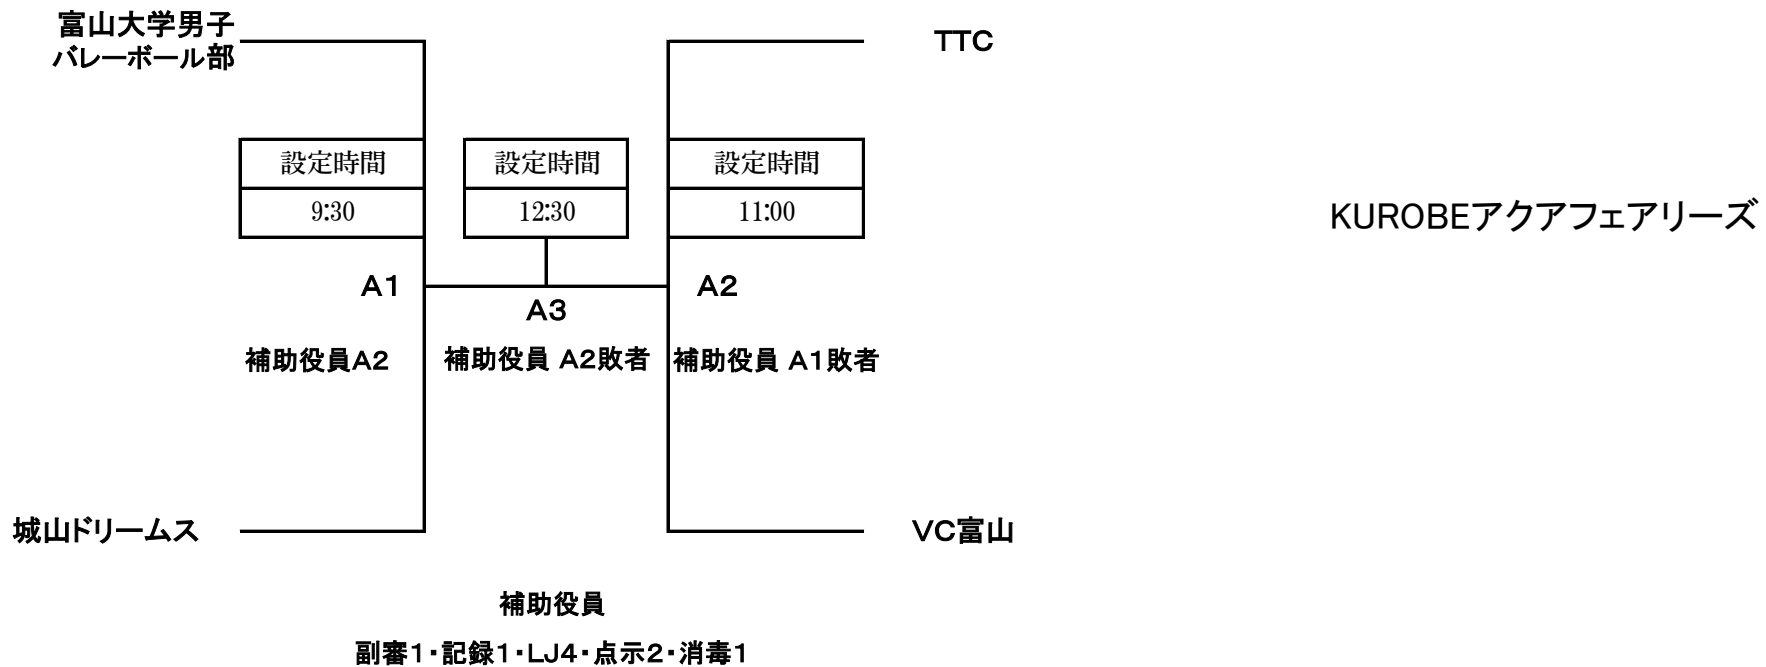 富山大学男子
バレーボール部
TTC
設定時間
設定時間
設定時間
9:30
12:30
11:00
KUROBEアクアフェアリーズ
A1
A2
A3
補助役員A2
補助役員 A2敗者
補助役員 A1敗者
城山ドリームス
VC富山
補助役員
副審1・記録1・LJ4・点示2・消毒1